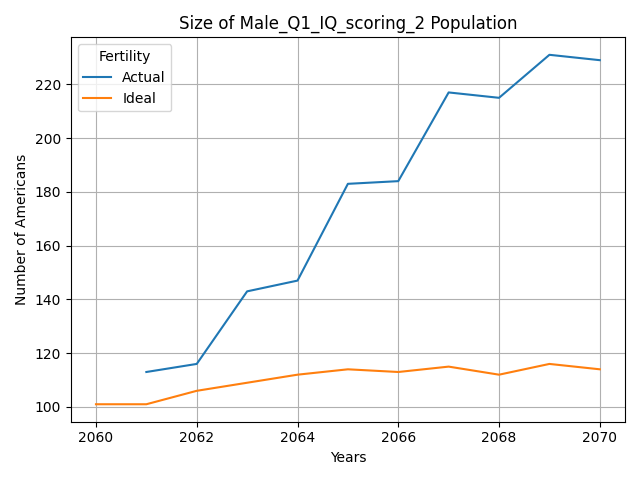 Size of Male_Q1_IQ_scoring_2 Population
Fertility
Actual
Ideal
Number of Americans
220
200
180
160
140
120
100
2060 2062 2064 2066 2068 2070
Years